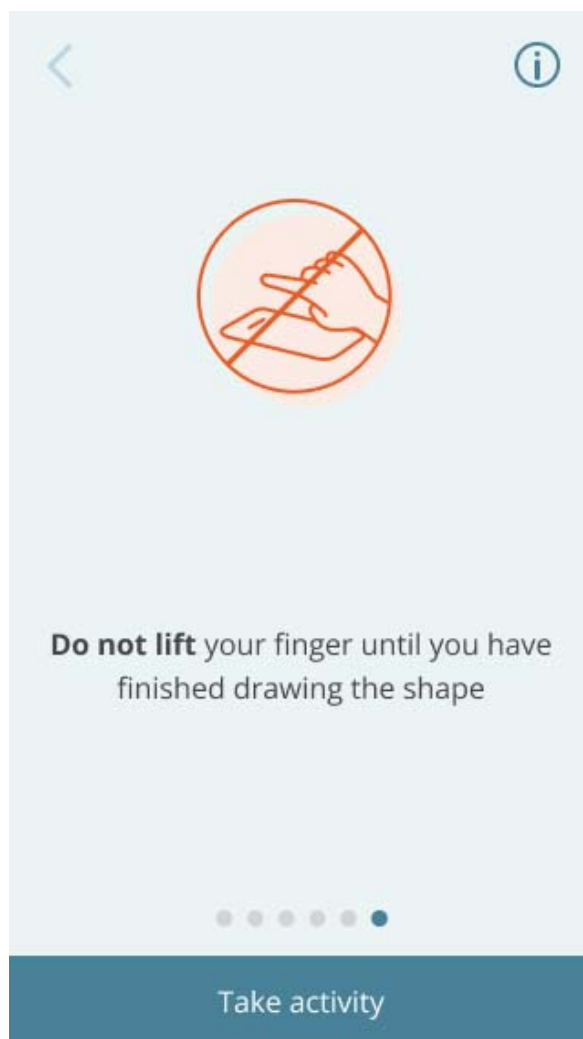 Do not lift your finger until you have
finished drawing the shape
Take activity